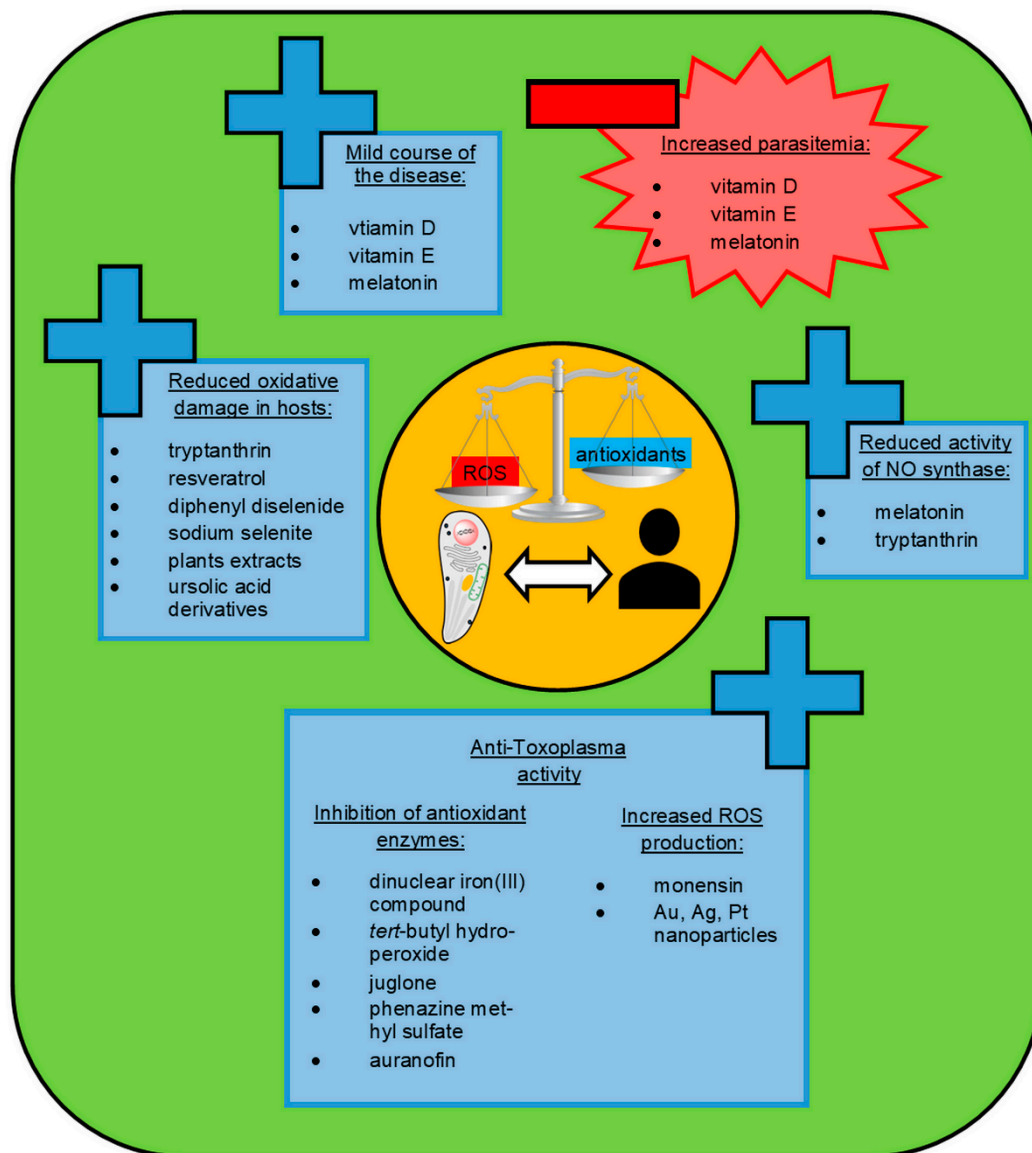 Mild course of
the disease:
• vtiamin D
• vitamin E
• melatonin
Increased parasitemia:
• vitamin D
• vitamin E
• melatonin
Reduced oxidative
damage in hosts:
• tryptanthrin
• resveratrol
• diphenyl diselenide
• sodium selenite
• plants extracts
• ursolic acid
derivatives
ROS
antioxidants
Reduced activity
of NO synthase:
• melatonin
• tryptanthrin
Anti-Toxoplasma
activity
Inhibition of antioxidant
enzymes:
• dinuclear iron(III)
compound
• tert-butyl hydro-
peroxide
• juglone
• phenazine met-
hyl sulfate
• auranofin
Increased ROS
production:
• monensin
• Au, Ag, Pt
nanoparticles